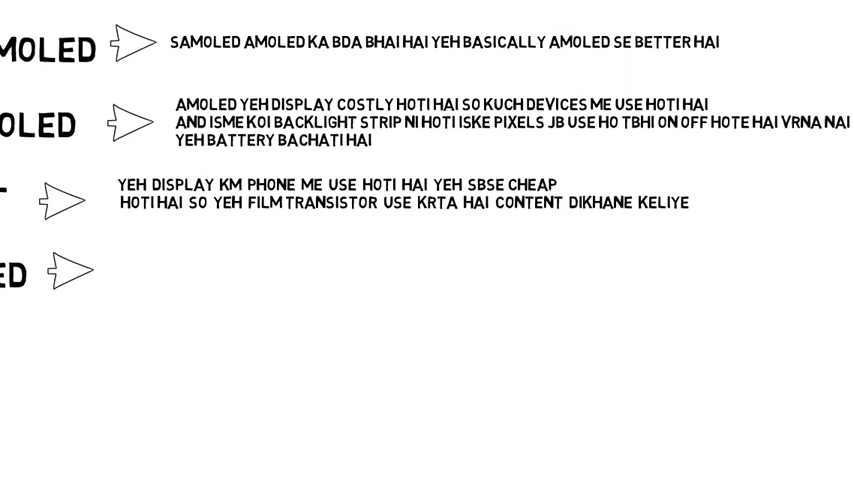 MOLED
SAMOLED AMOLED KA BDA BHAI HAI YEH BASICALLY AMOLED SE BETTER HAI
OLED
AMOLED YEH DISPLAY COSTLY HOTI HAI SO KUCH DEVICES ME USE HOTI HAI
AND ISME KOI BACKLIGHT STRIP NI HOTI ISKE PIXELS JB USE HO TBHI ON OFF HOTE HAI VRNA NAI
YEH BATTERY BACHATI HAI
YEH DISPLAY KM PHONE ME USE HOTI HAI YEH SBSE CHEAP
HOTI HAI SO YEH FILM TRANSISTOR USE KRTA HAI CONTENT DIKHANE KELIYE
ED